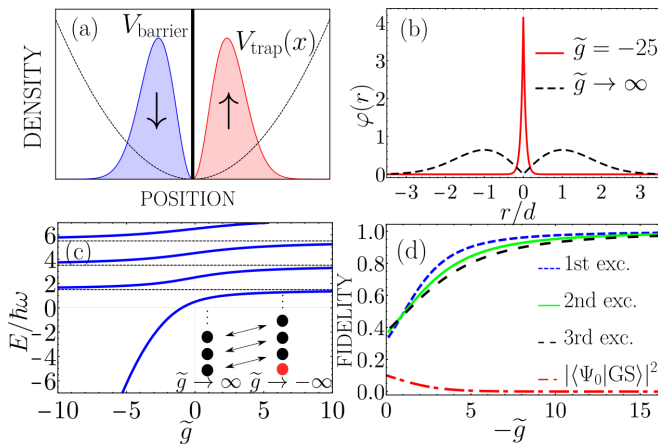 (a)
V_barrier
V_trap(x)
↓
↑
DENSITY
POSITION
(b)
g̃ = −25
g̃ → ∞
φ(r)
4
3
2
1
0
−3 −2 −1 0 1 2 3
r/d
(c)
E/ħω
6
4
2
0
−2
−4
−6
g̃ → ∞ g̃ → −∞
−10 −5 0 5 10
g̃
(d)
FIDELITY
1.0
0.8
0.6
0.4
0.2
0.0
1st exc.
2nd exc.
3rd exc.
|⟨Ψ₀|GS⟩|²
0 5 10 15
−g̃